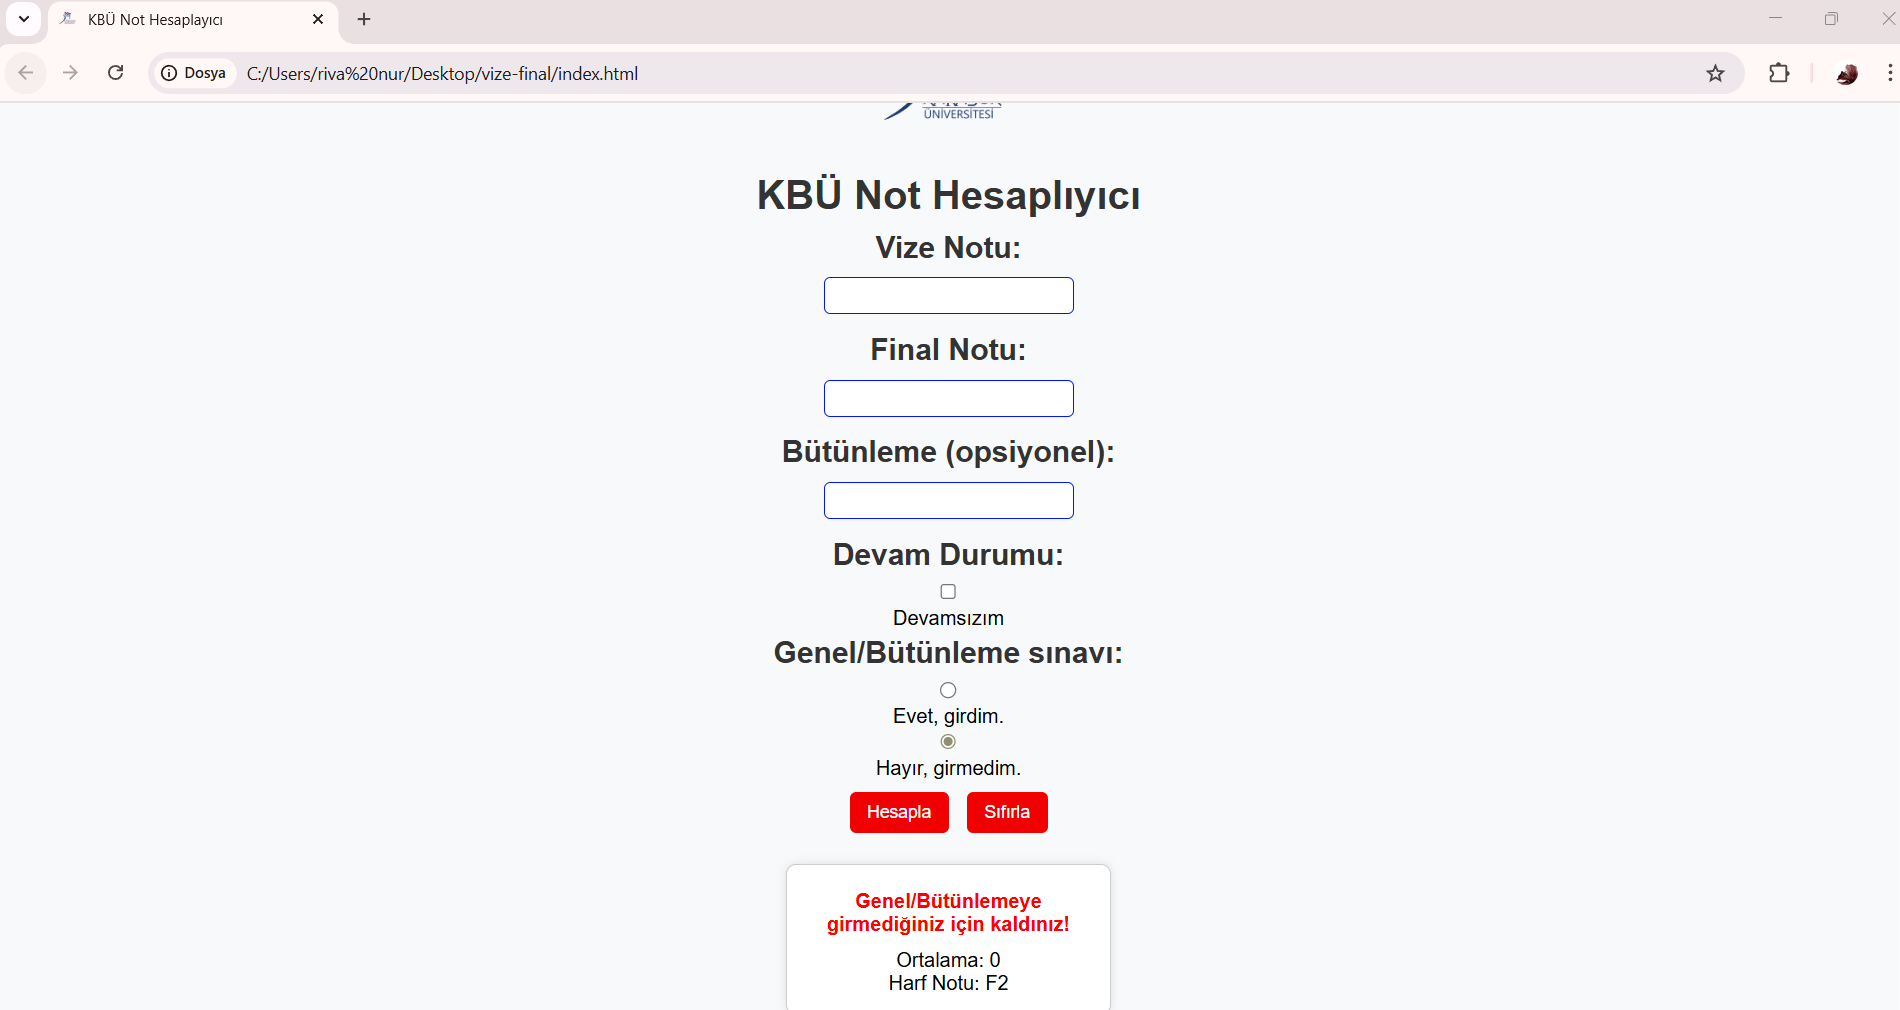 KBÜ Not Hesaplayıcı
Dosya C:/Users/riva%20nur/Desktop/vize-final/index.html
ÜNİVERSİTESİ
KBÜ Not Hesaplıyıcı
Vize Notu:
Final Notu:
Bütünleme (opsiyonel):
Devam Durumu:
Devamsızım
Genel/Bütünleme sınavı:
Evet, girdim.
Hayır, girmedim.
Hesapla Sıfırla
Genel/Bütünlemeye
girmediğiniz için kaldınız!
Ortalama: 0
Harf Notu: F2